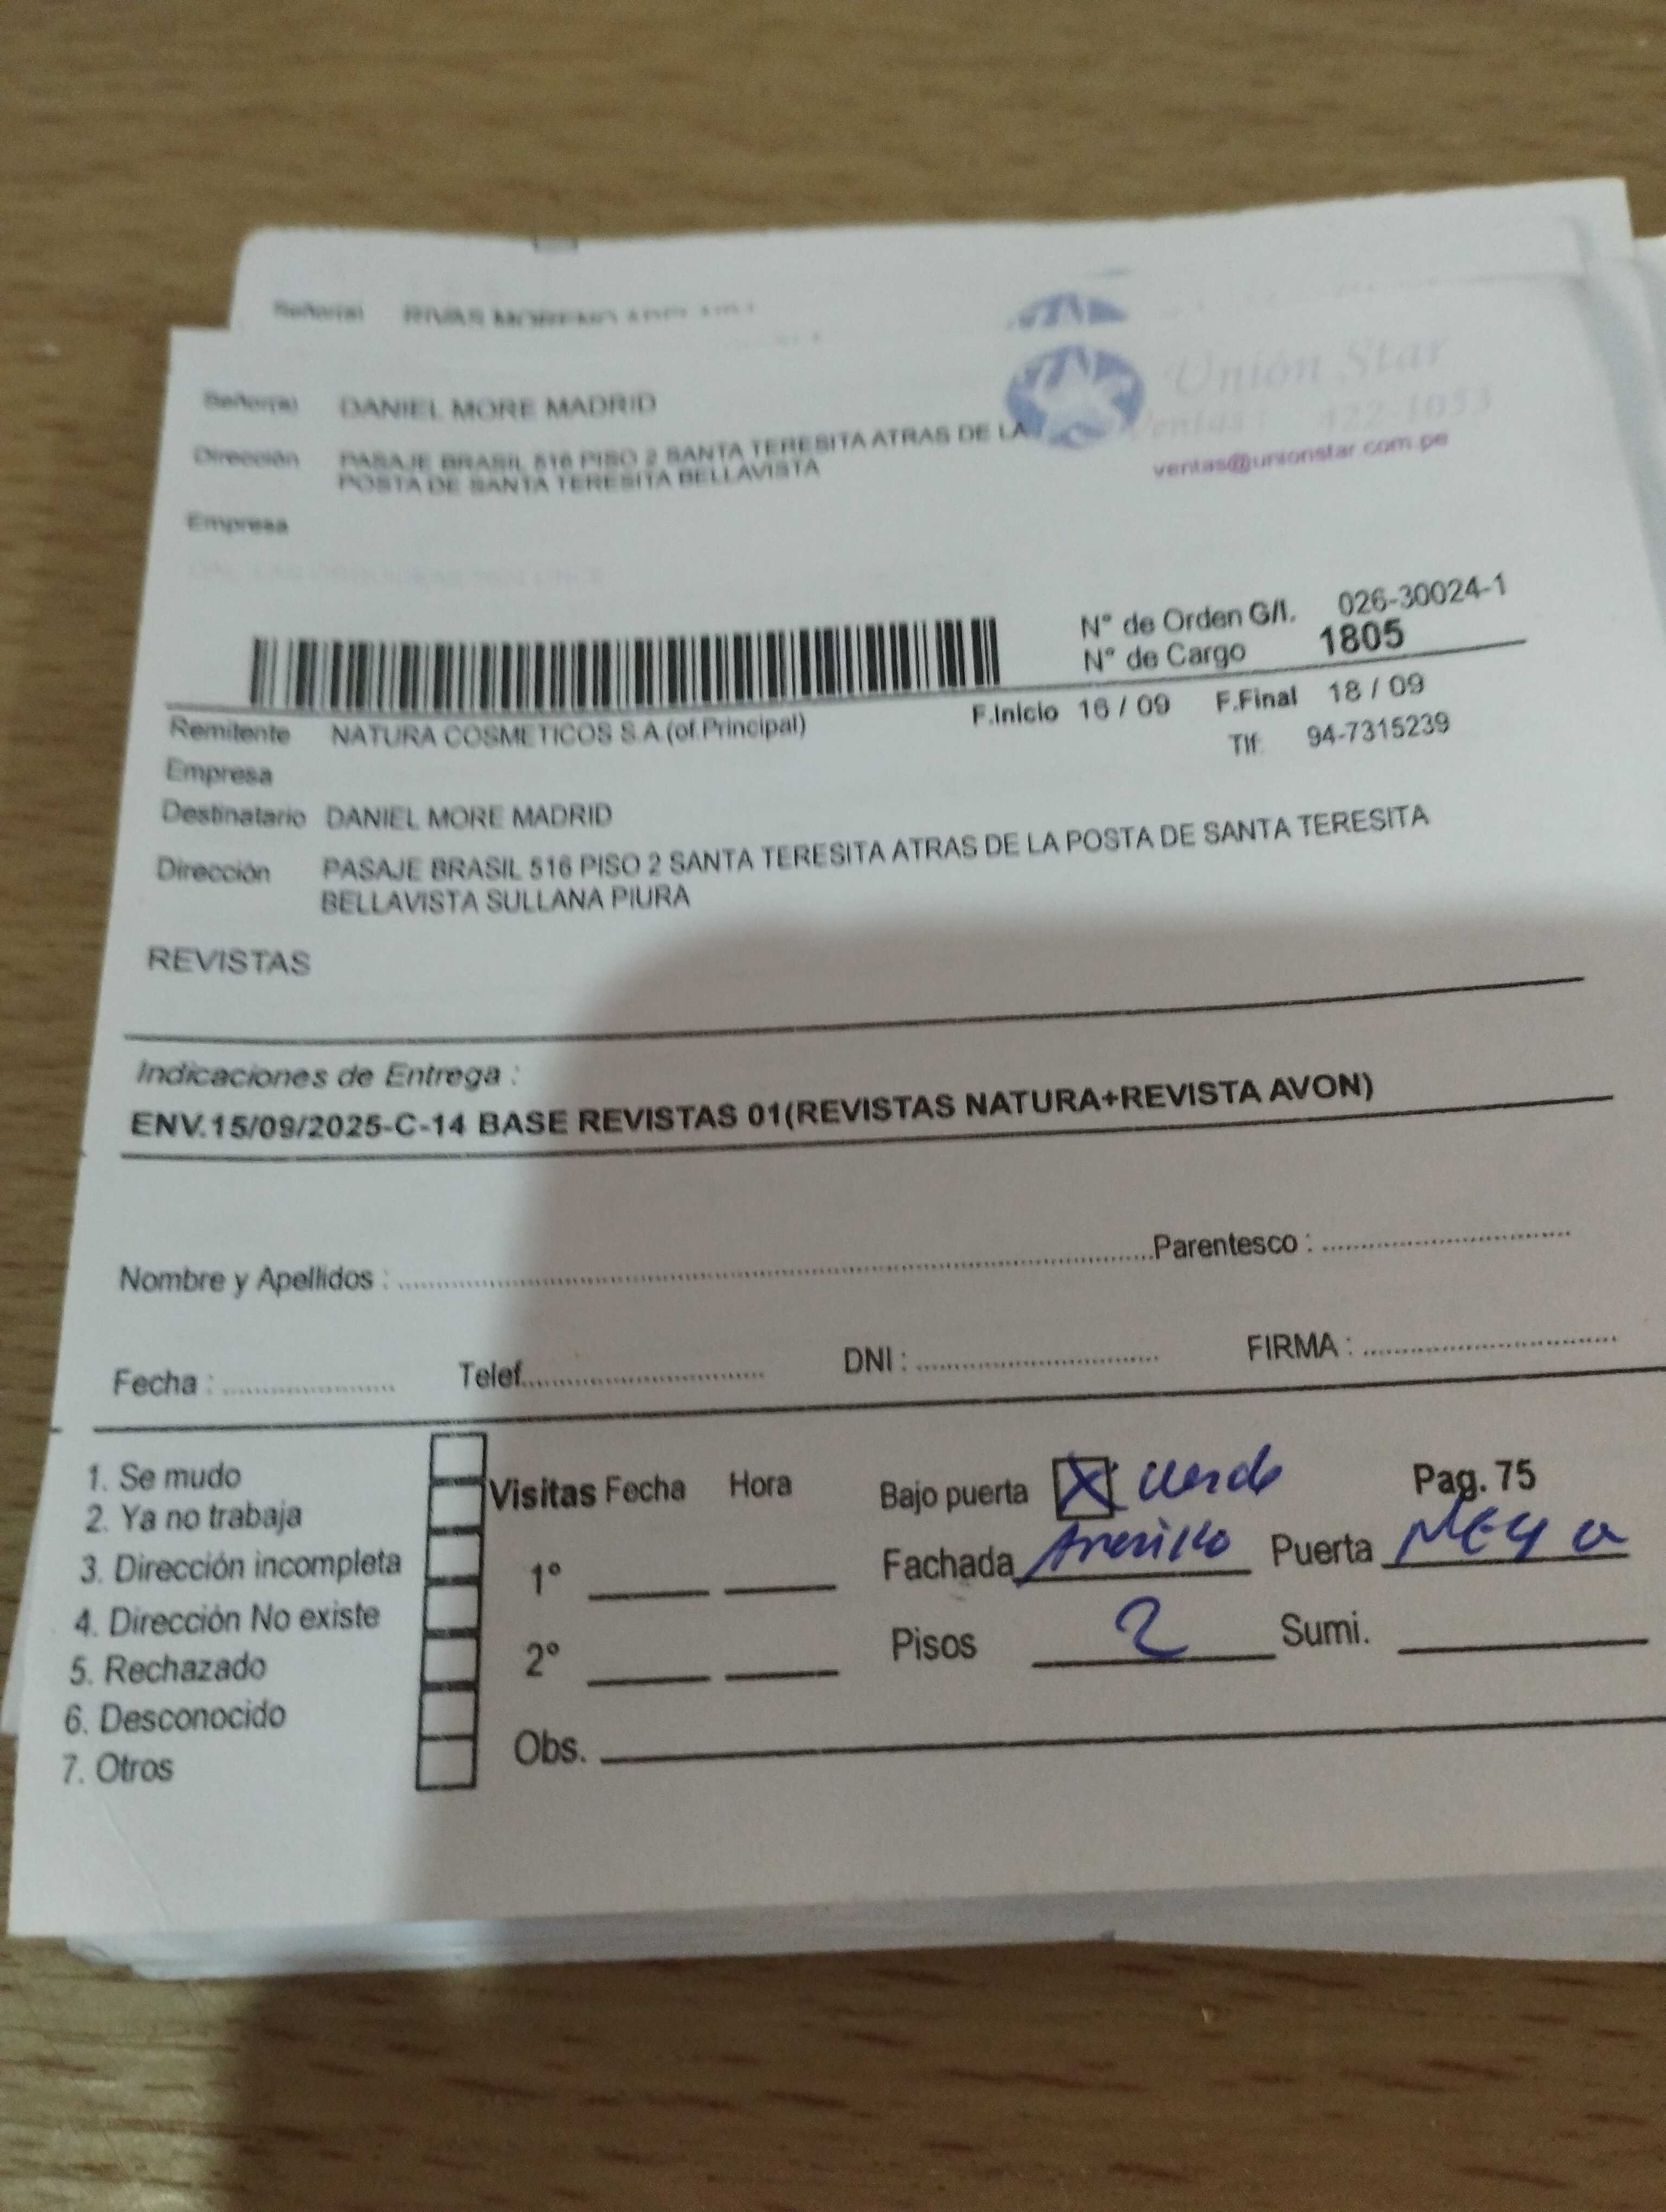 Señor(a) RIVAS MORENO
Señor(a) DANIEL MORE MADRID
Dirección PASAJE BRASIL 516 PISO 2 SANTA TERESITA ATRAS DE LA
POSTA DE SANTA TERESITA BELLAVISTA
Empresa
Unión Star
Ventas: 422-1053
ventas@unionstar.com.pe
N° de Orden G/I. 026-30024-1
N° de Cargo 1805
F.Inicio 16 / 09 F.Final 18 / 09
Remitente NATURA COSMETICOS S.A.(of.Principal)
Tlf: 94-7315239
Empresa
Destinatario DANIEL MORE MADRID
Dirección PASAJE BRASIL 516 PISO 2 SANTA TERESITA ATRAS DE LA POSTA DE SANTA TERESITA
BELLAVISTA SULLANA PIURA
REVISTAS
Indicaciones de Entrega :
ENV.15/09/2025-C-14 BASE REVISTAS 01(REVISTAS NATURA+REVISTA AVON)
Nombre y Apellidos : Parentesco :
Fecha : Telef. DNI : FIRMA :
1. Se mudo
2. Ya no trabaja
3. Dirección incompleta
4. Dirección No existe
5. Rechazado
6. Desconocido
7. Otros
Visitas Fecha Hora
1°
2°
Obs.
Bajo puerta X Pag. 75
Fachada Puerta
Pisos 2 Sumi.